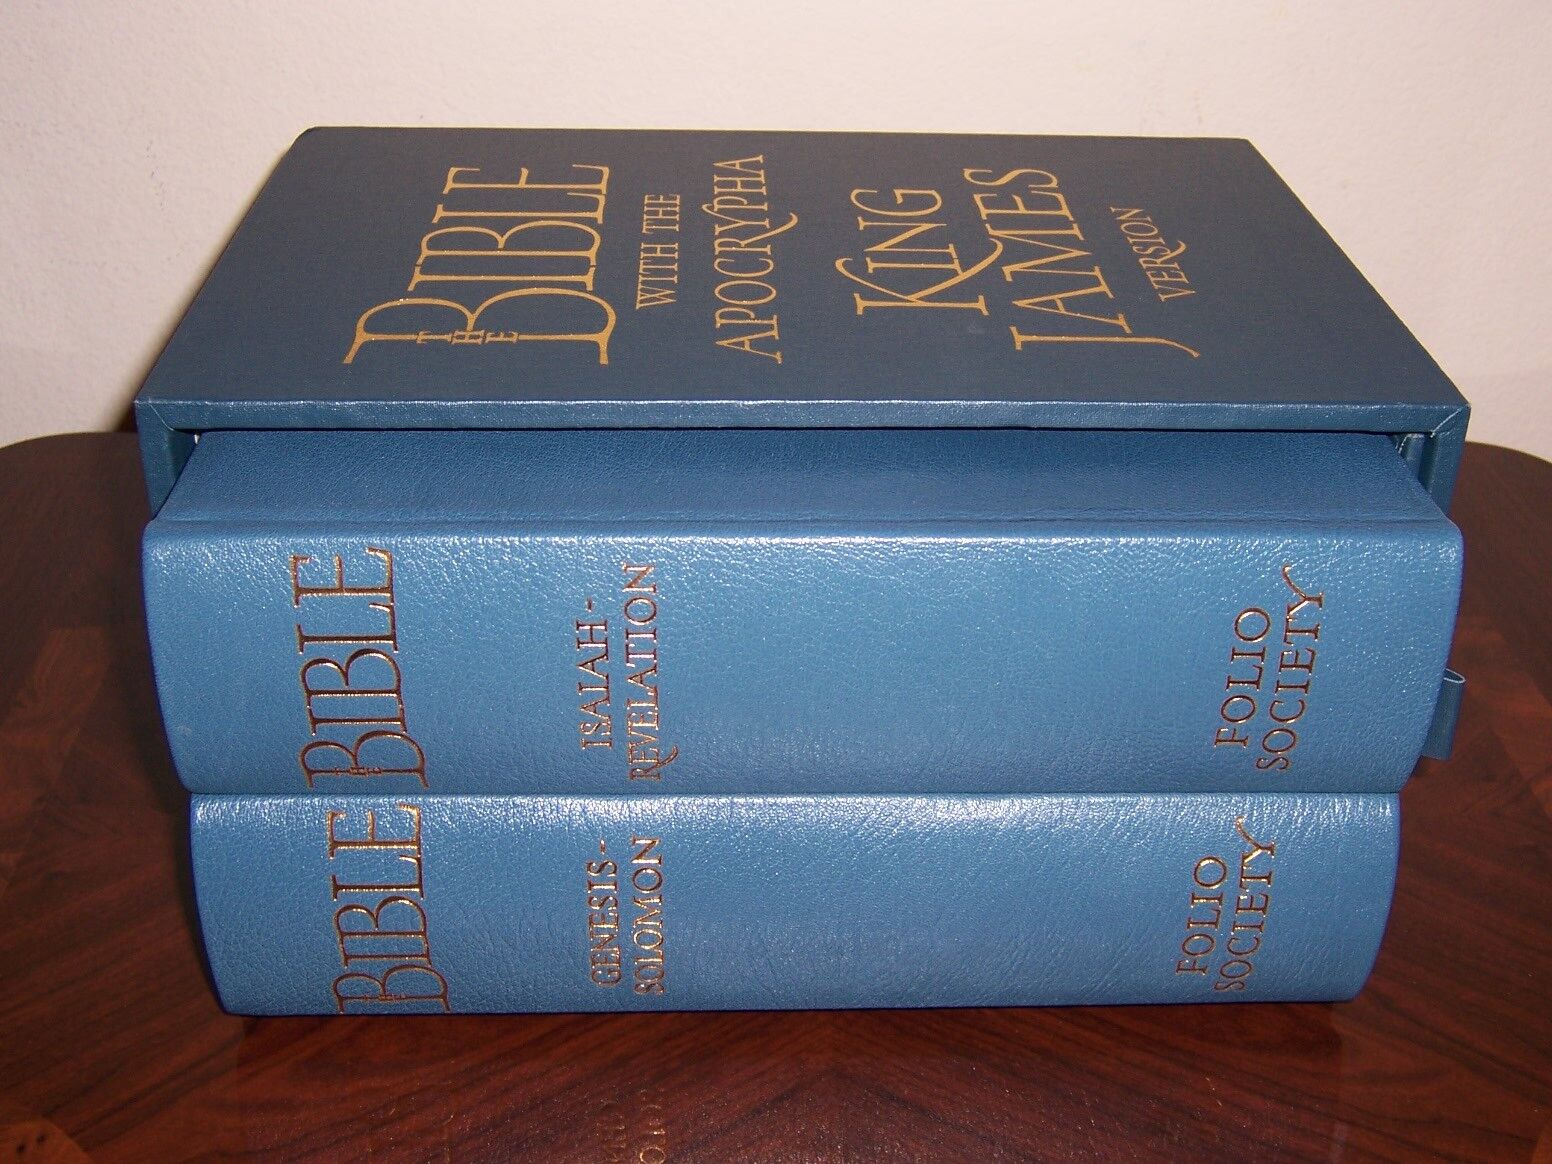 THE
BIBLE
WITH THE
APOCRYPHA
KING
JAMES
VERSION
THE
BIBLE
ISAIAH-
REVELATION
FOLIO
SOCIETY
THE
BIBLE
GENESIS-
SOLOMON
FOLIO
SOCIETY